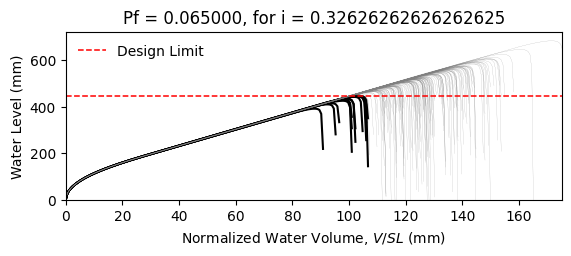 Pf = 0.065000, for i = 0.32626262626262625
Design Limit
Water Level (mm)
600
400
200
0
0 20 40 60 80 100 120 140 160
Normalized Water Volume, V/SL (mm)